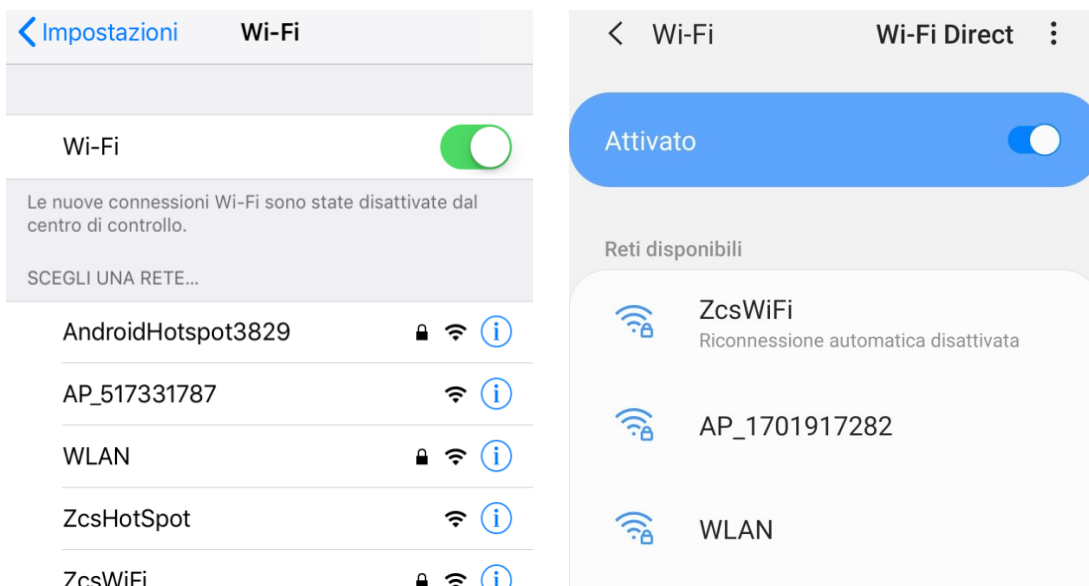 Impostazioni
Wi-Fi
Wi-Fi
Le nuove connessioni Wi-Fi sono state disattivate dal
centro di controllo.
SCEGLI UNA RETE...
AndroidHotspot3829
AP_517331787
WLAN
ZcsHotSpot
ZcsWiFi
Wi-Fi
Wi-Fi Direct
Attivato
Reti disponibili
ZcsWiFi
Riconnessione automatica disattivata
AP_1701917282
WLAN